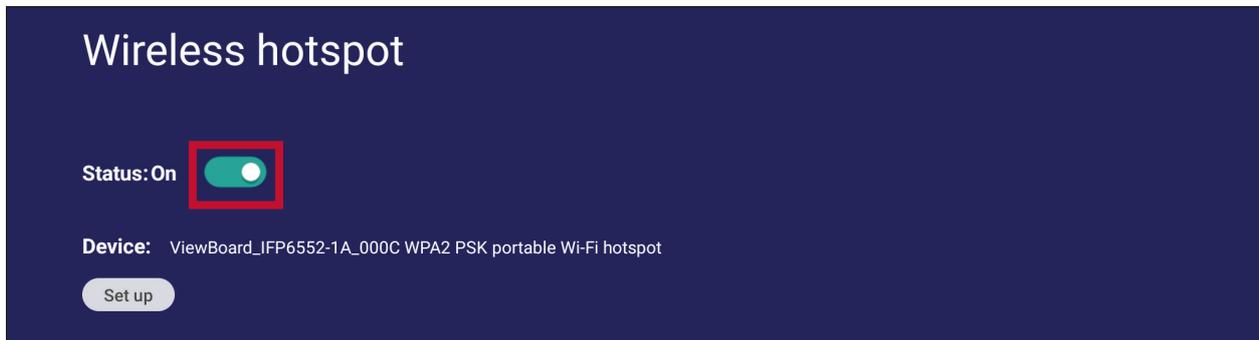 Wireless hotspot
Status: On
Device: ViewBoard_IFP6552-1A_000C WPA2 PSK portable Wi-Fi hotspot
Set up